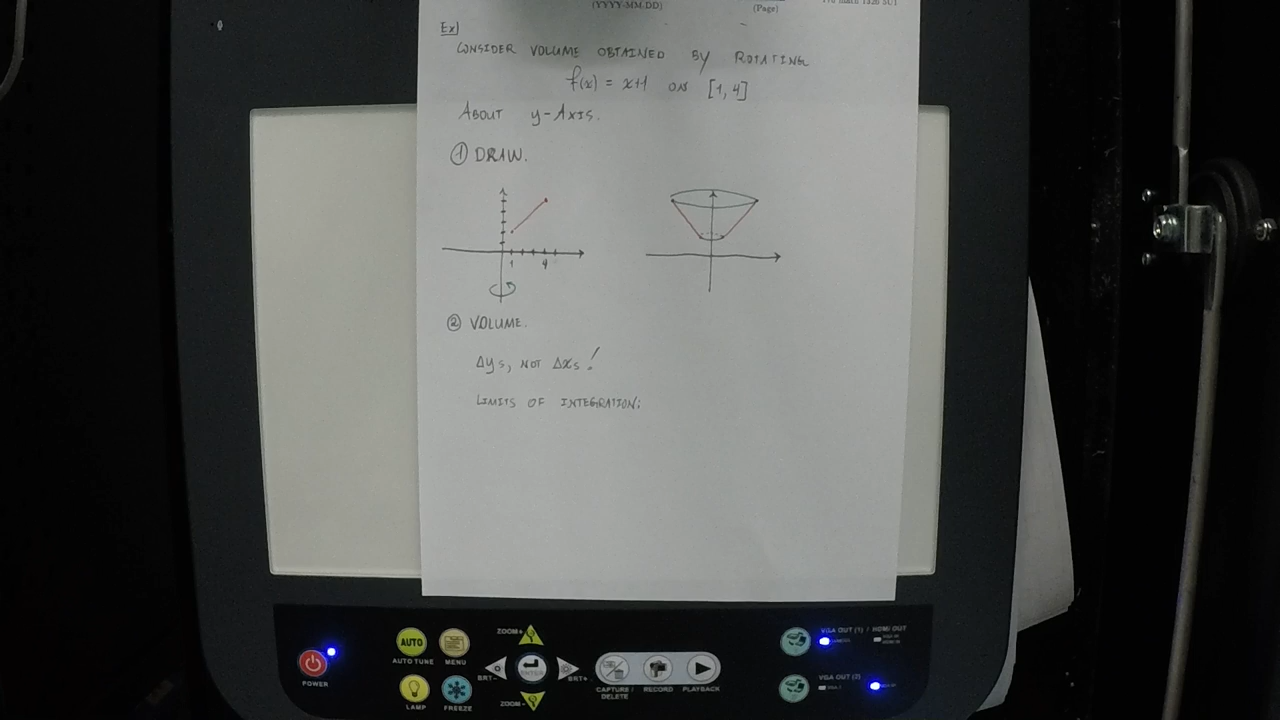 (YYYY-MM-DD)
(Page)
Ex)
CONSIDER VOLUME OBTAINED BY ROTATING
f(x) = x+1 ON [1, 4]
ABOUT y-AXIS.
① DRAW.
1 4
② VOLUME.
Δys, NOT Δxs!
LIMITS OF INTEGRATION:
ZOOM+
AUTO
AUTO TUNE
MENU
BRT-
ENTER
BRT+
POWER
CAPTURE / DELETE
RECORD
PLAYBACK
LAMP
FREEZE
ZOOM-
VGA OUT (1) / HDMI OUT
VGA OUT (2)